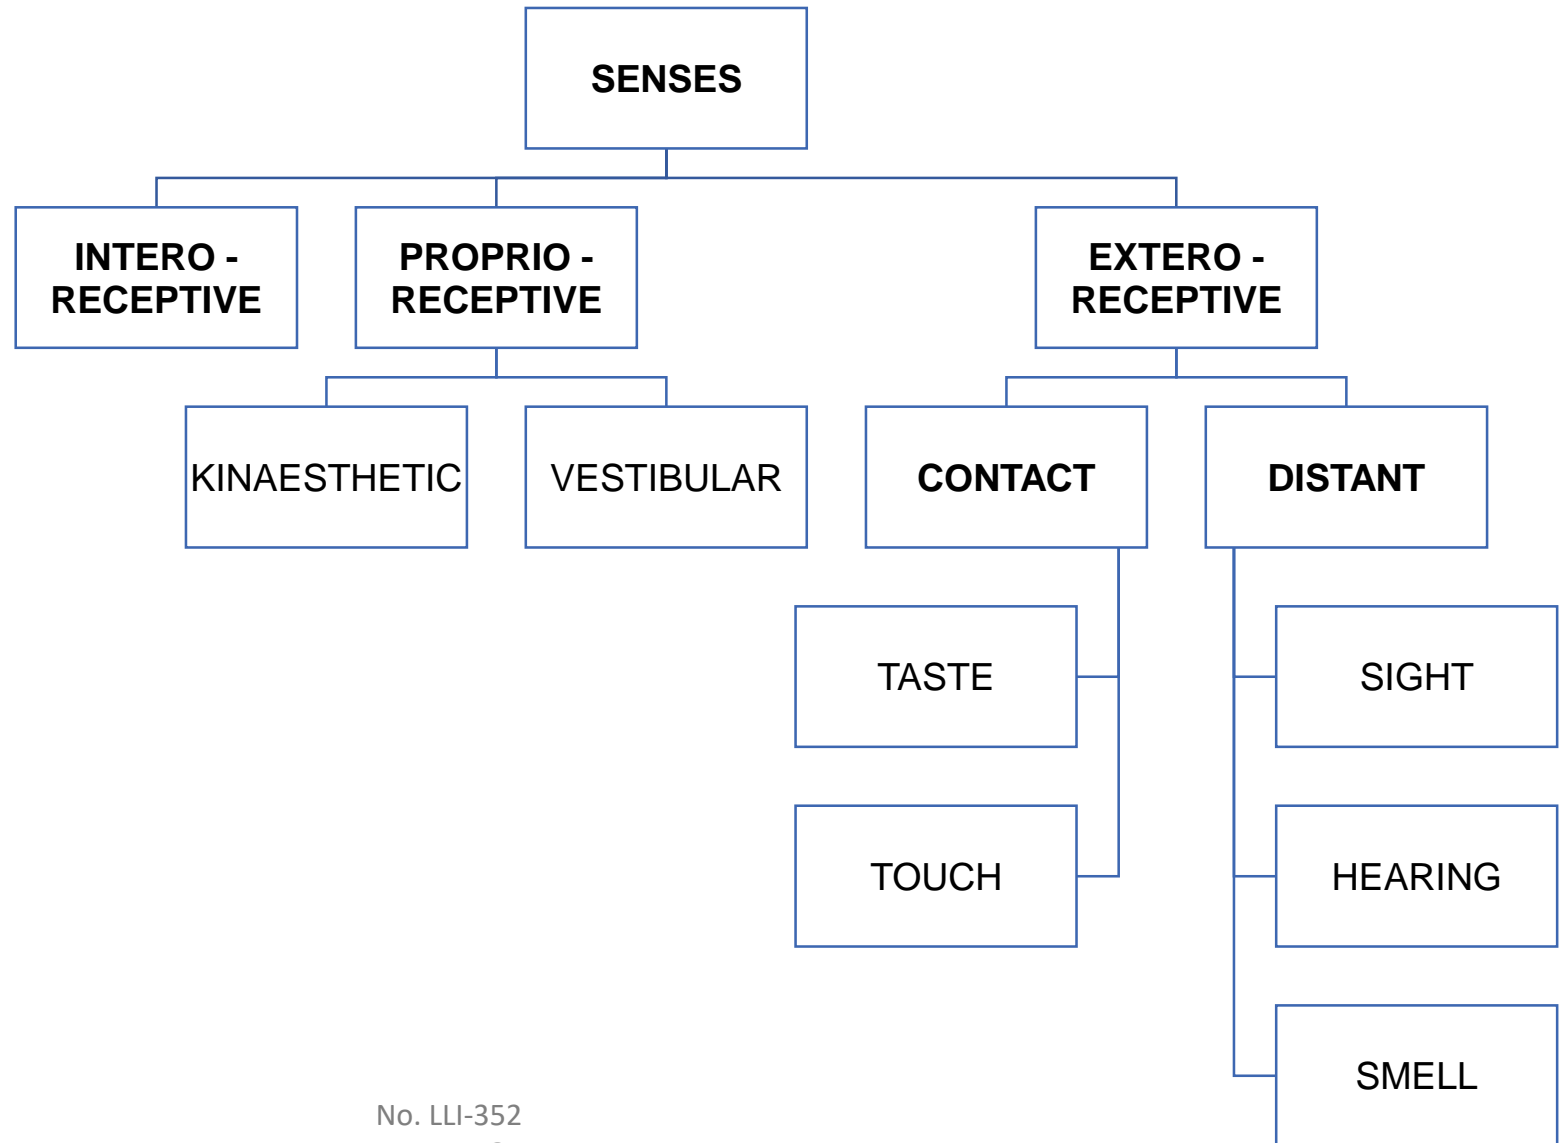 SENSES
INTERO -
RECEPTIVE
PROPRIO -
RECEPTIVE
EXTERO -
RECEPTIVE
KINAESTHETIC
VESTIBULAR
CONTACT
DISTANT
TASTE
SIGHT
TOUCH
HEARING
SMELL
No. LLI-352